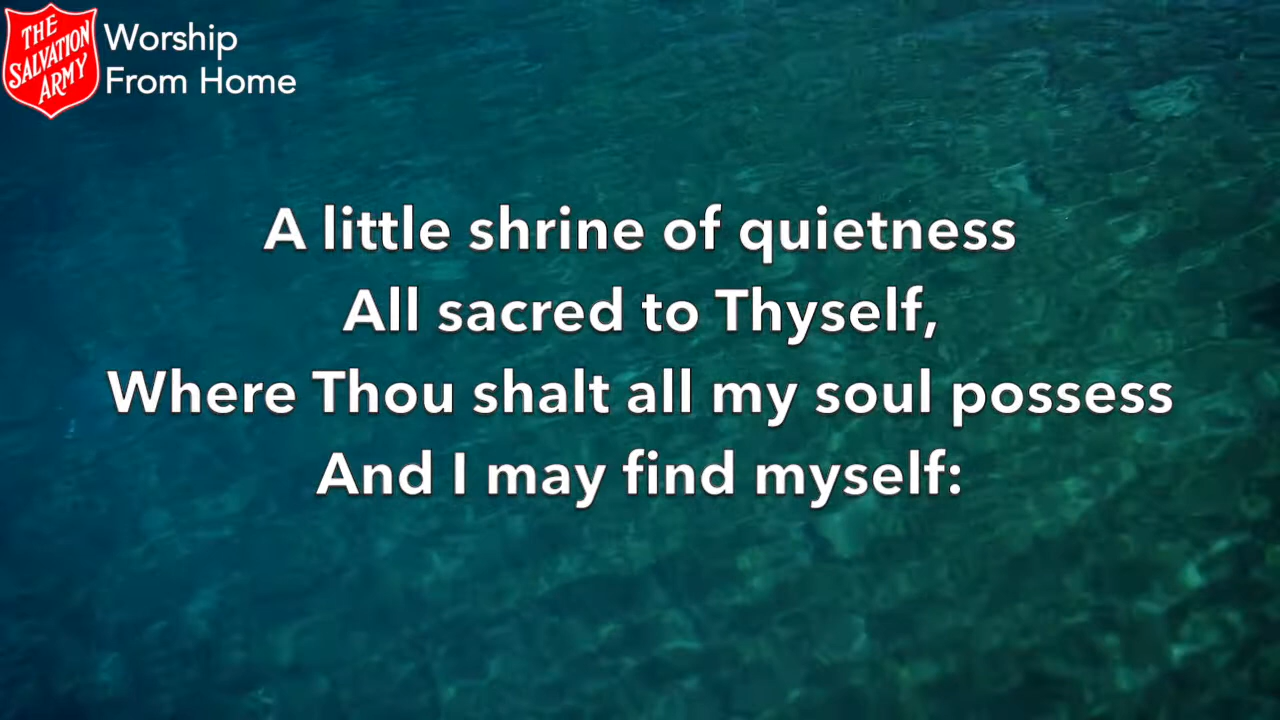 THE
SALVATION
ARMY
Worship
From Home
A little shrine of quietness
All sacred to Thyself,
Where Thou shalt all my soul possess
And I may find myself: